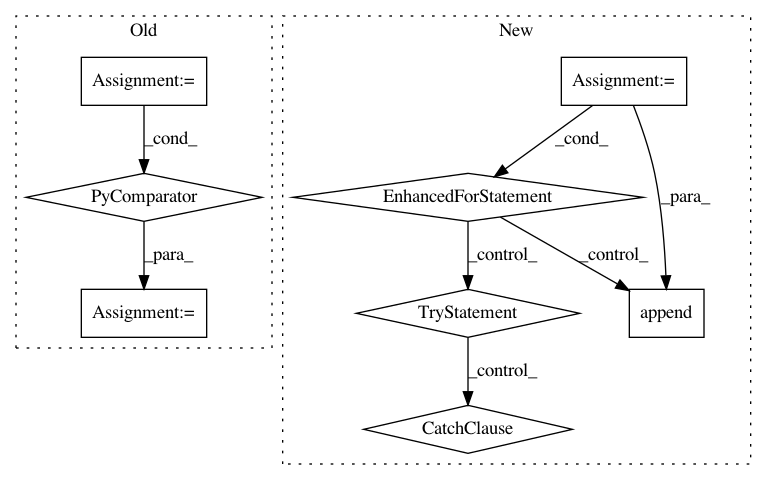 Old
New
Assignment:=
Assignment:=
_cond_
_cond_
PyComparator
EnhancedForStatement
_para_
_para_
_control_
_control_
Assignment:=
TryStatement
append
_control_
CatchClause